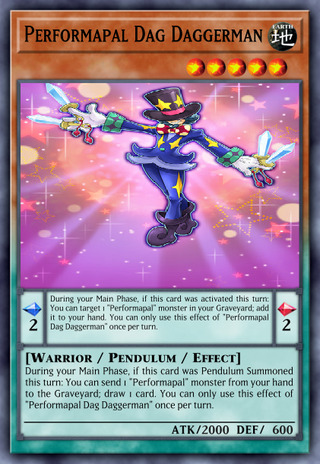 Performapal Dag Daggerman
EARTH
地
During your Main Phase, if this card was activated this turn:
You can target 1 "Performapal" monster in your Graveyard; add
it to your hand. You can only use this effect of "Performapal
Dag Daggerman" once per turn.
2
2
[Warrior / Pendulum / Effect]
During your Main Phase, if this card was Pendulum Summoned
this turn: You can send 1 "Performapal" monster from your hand
to the Graveyard; draw 1 card. You can only use this effect of
"Performapal Dag Daggerman" once per turn.
ATK/2000 DEF/ 600